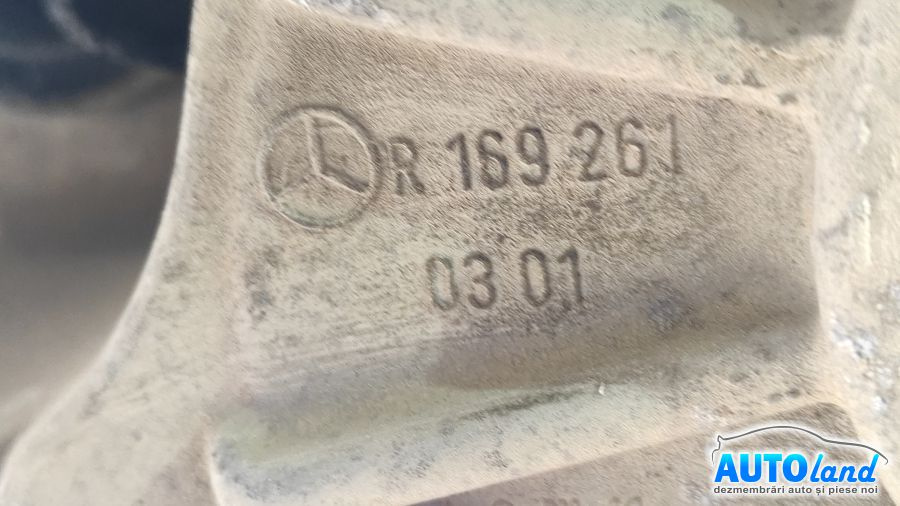 R 169 261
03 01
AUTOland
dezmembrări auto și piese noi